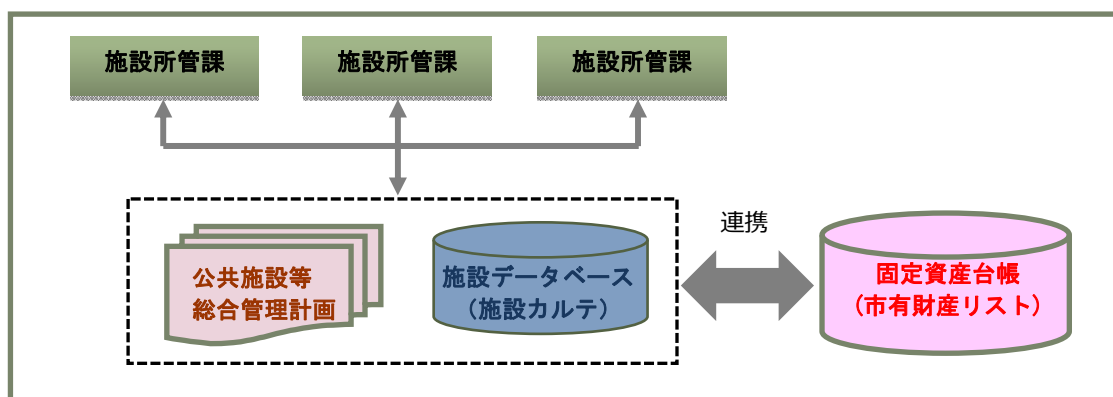 施設所管課
施設所管課
施設所管課
連携
公共施設等
総合管理計画
施設データベース
（施設カルテ）
固定資産台帳
（市有財産リスト）